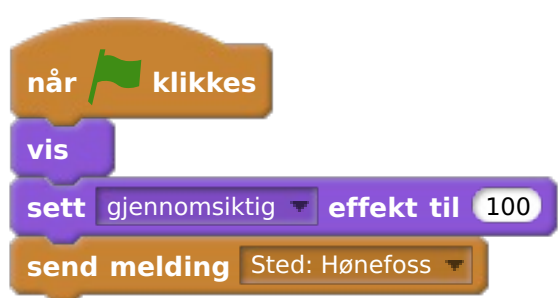 når klikkes
vis
sett gjennomsiktig effekt til 100
send melding Sted: Hønefoss